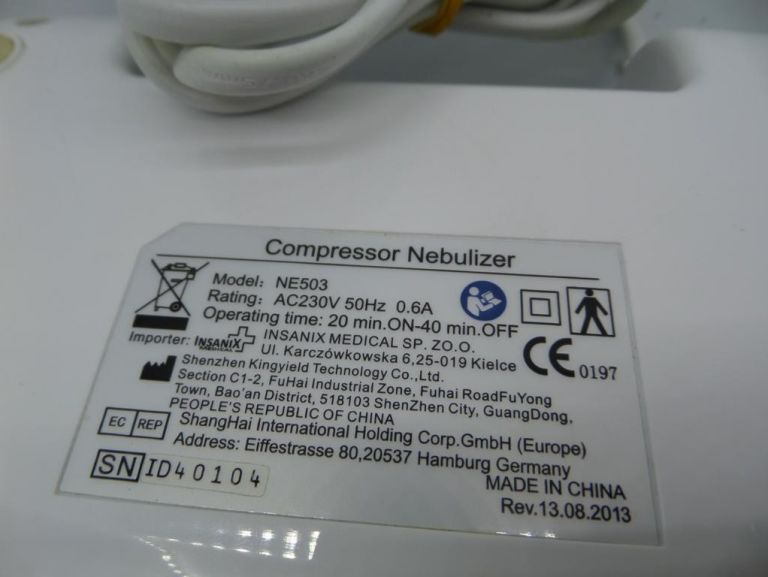 Compressor Nebulizer
Model: NE503
Rating: AC230V 50Hz 0.6A
Operating time: 20 min.ON-40 min.OFF
Importer: INSANIX MEDICAL INSANIX MEDICAL SP. ZO.O.
Ul. Karczówkowska 6,25-019 Kielce
CE 0197
Shenzhen Kingyield Technology Co.,Ltd.
Section C1-2, FuHai Industrial Zone, Fuhai RoadFuYong
Town, Bao'an District, 518103 ShenZhen City, GuangDong,
PEOPLE'S REPUBLIC OF CHINA
EC REP
ShangHai International Holding Corp.GmbH (Europe)
Address: Eiffestrasse 80,20537 Hamburg Germany
SN ID40104
MADE IN CHINA
Rev.13.08.2013